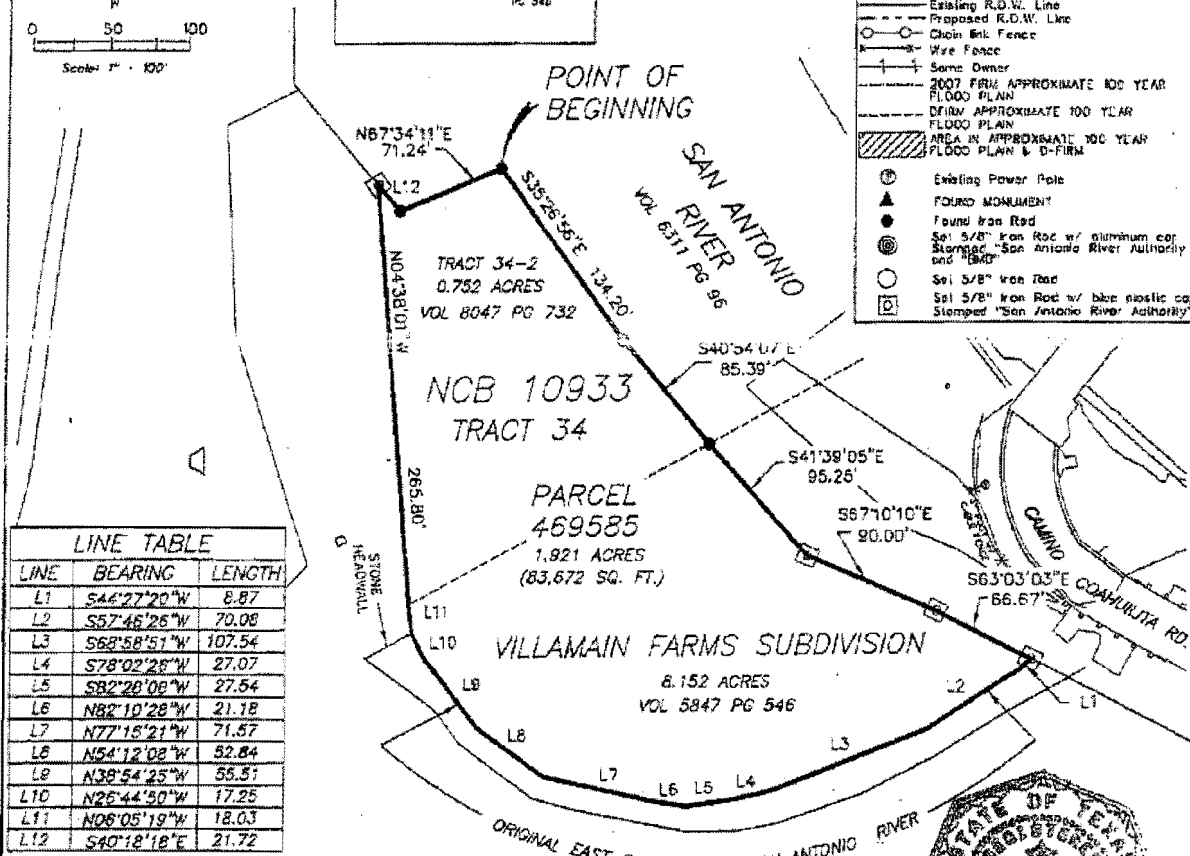 0 50 100
Scale: 1" = 100'
Existing R.O.W. Line
Proposed R.O.W. Line
Chain link Fence
Wire Fence
Same Owner
2007 FIRM APPROXIMATE 100 YEAR
FLOOD PLAIN
DFIRM APPROXIMATE 100 YEAR
FLOOD PLAIN
AREA IN APPROXIMATE 100 YEAR
FLOOD PLAIN & D-FIRM
Existing Power Pole
FOUND MONUMENT
Found Iron Rod
Set 5/8" Iron Rod w/ aluminum cap
Stamped "San Antonio River Authority
and
Set 5/8" Iron Rod
Set 5/8" Iron Rod w/ blue plastic
Stamped "San Antonio River Authority"
POINT OF
BEGINNING
N67°34'11"E
71.24'
L12
S35°26'56"E 134.20'
SAN ANTONIO
RIVER
VOL 6311 PG 96
N04°38'01"W 265.80'
TRACT 34-2
0.752 ACRES
VOL 8047 PG 732
S40°54'07"E
85.39'
NCB 10933
TRACT 34
S41°39'05"E
95.25'
PARCEL
469585
1.921 ACRES
(83,672 SQ. FT.)
S67°10'10"E
90.00'
S63°03'03"E
66.67'
CAMINO
COAHUILTA RD.
STONE
HEADWALL
LINE TABLE
LINE BEARING LENGTH
L1 S44°27'20"W 8.87
L2 S57°46'26"W 70.08
L3 S68°58'51"W 107.54
L4 S78°02'26"W 27.07
L5 S82°28'08"W 27.54
L6 N82°10'28"W 21.18
L7 N77°15'21"W 71.57
L8 N54°12'08"W 52.84
L9 N38°54'25"W 55.51
L10 N26°44'50"W 17.25
L11 N06°05'19"W 18.03
L12 S40°18'18"E 21.72
L11
L10
VILLAMAIN FARMS SUBDIVISION
8.152 ACRES
VOL 5847 PG 546
L9
L8
L7
L6
L5
L4
L3
L2
L1
ORIGINAL EAST
ANTONIO RIVER
STATE OF TEXAS